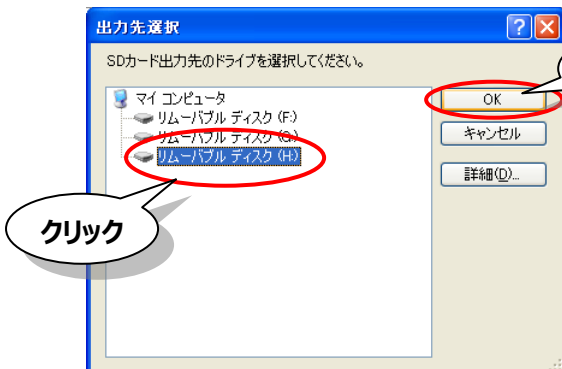 出力先選択
SDカード出力先のドライブを選択してください。
マイ コンピュータ
リムーバブル ディスク (F:)
リムーバブル ディスク (G:)
リムーバブル ディスク (H:)
OK
キャンセル
詳細(D)...
クリック